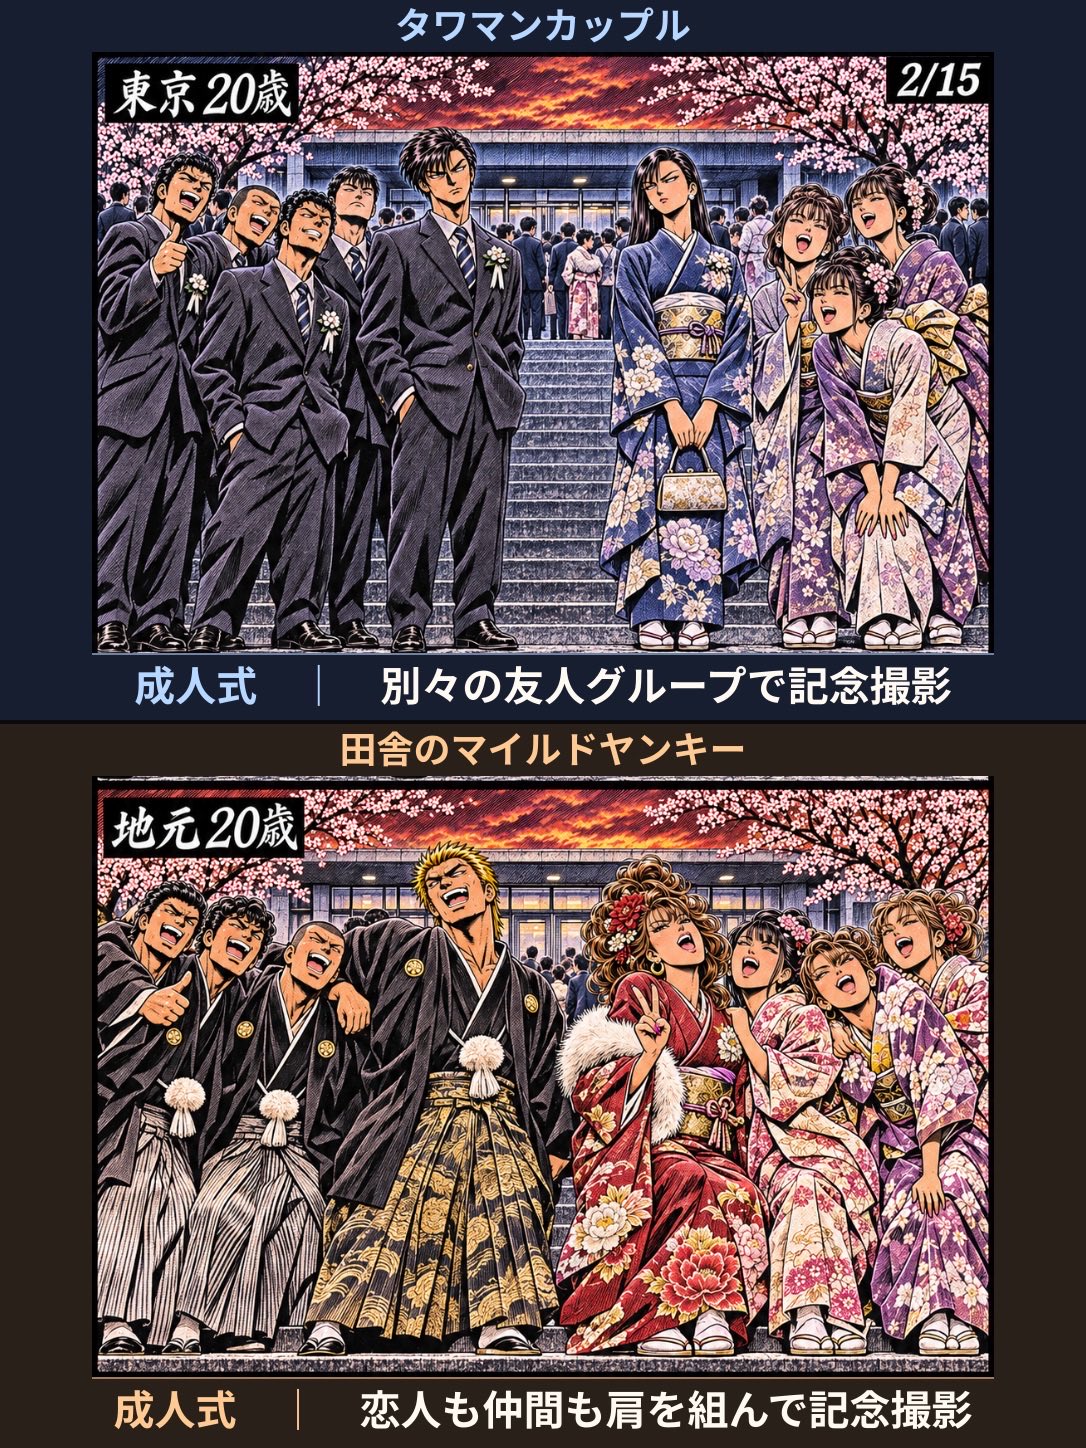 タワマンカップル
東京20歳
2/15
成人式｜別々の友人グループで記念撮影
田舎のマイルドヤンキー
地元20歳
成人式｜恋人も仲間も肩を組んで記念撮影